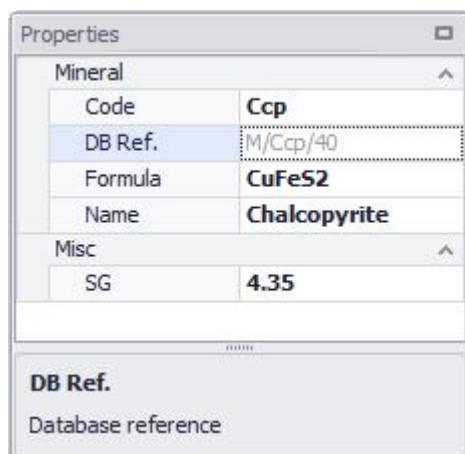 Properties
Mineral
Code Ccp
DB Ref. M/Ccp/40
Formula CuFeS2
Name Chalcopyrite
Misc
SG 4.35
DB Ref.
Database reference